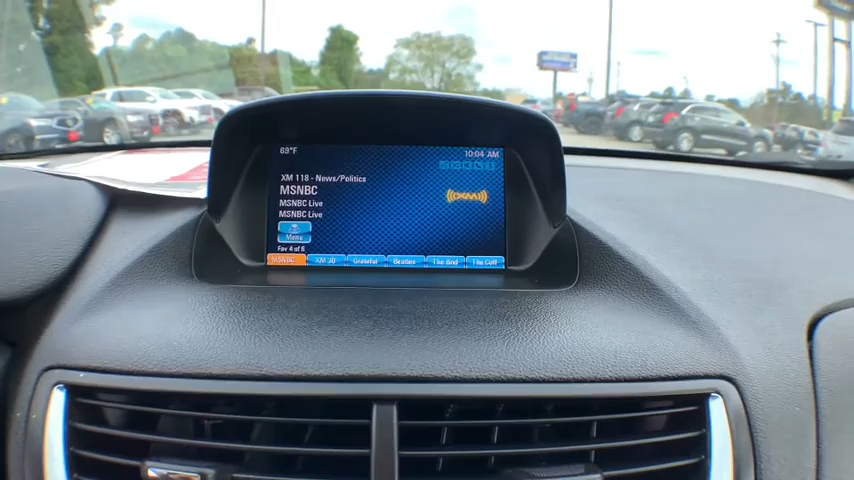 69°F
10:04 AM
XM 118 - News/Politics
MSNBC
MSNBC Live
MSNBC Live
XM
Menu
Fav 4 of 6
MSNBC
XM 30
Grateful
Beatles
The Bnd
The Coff